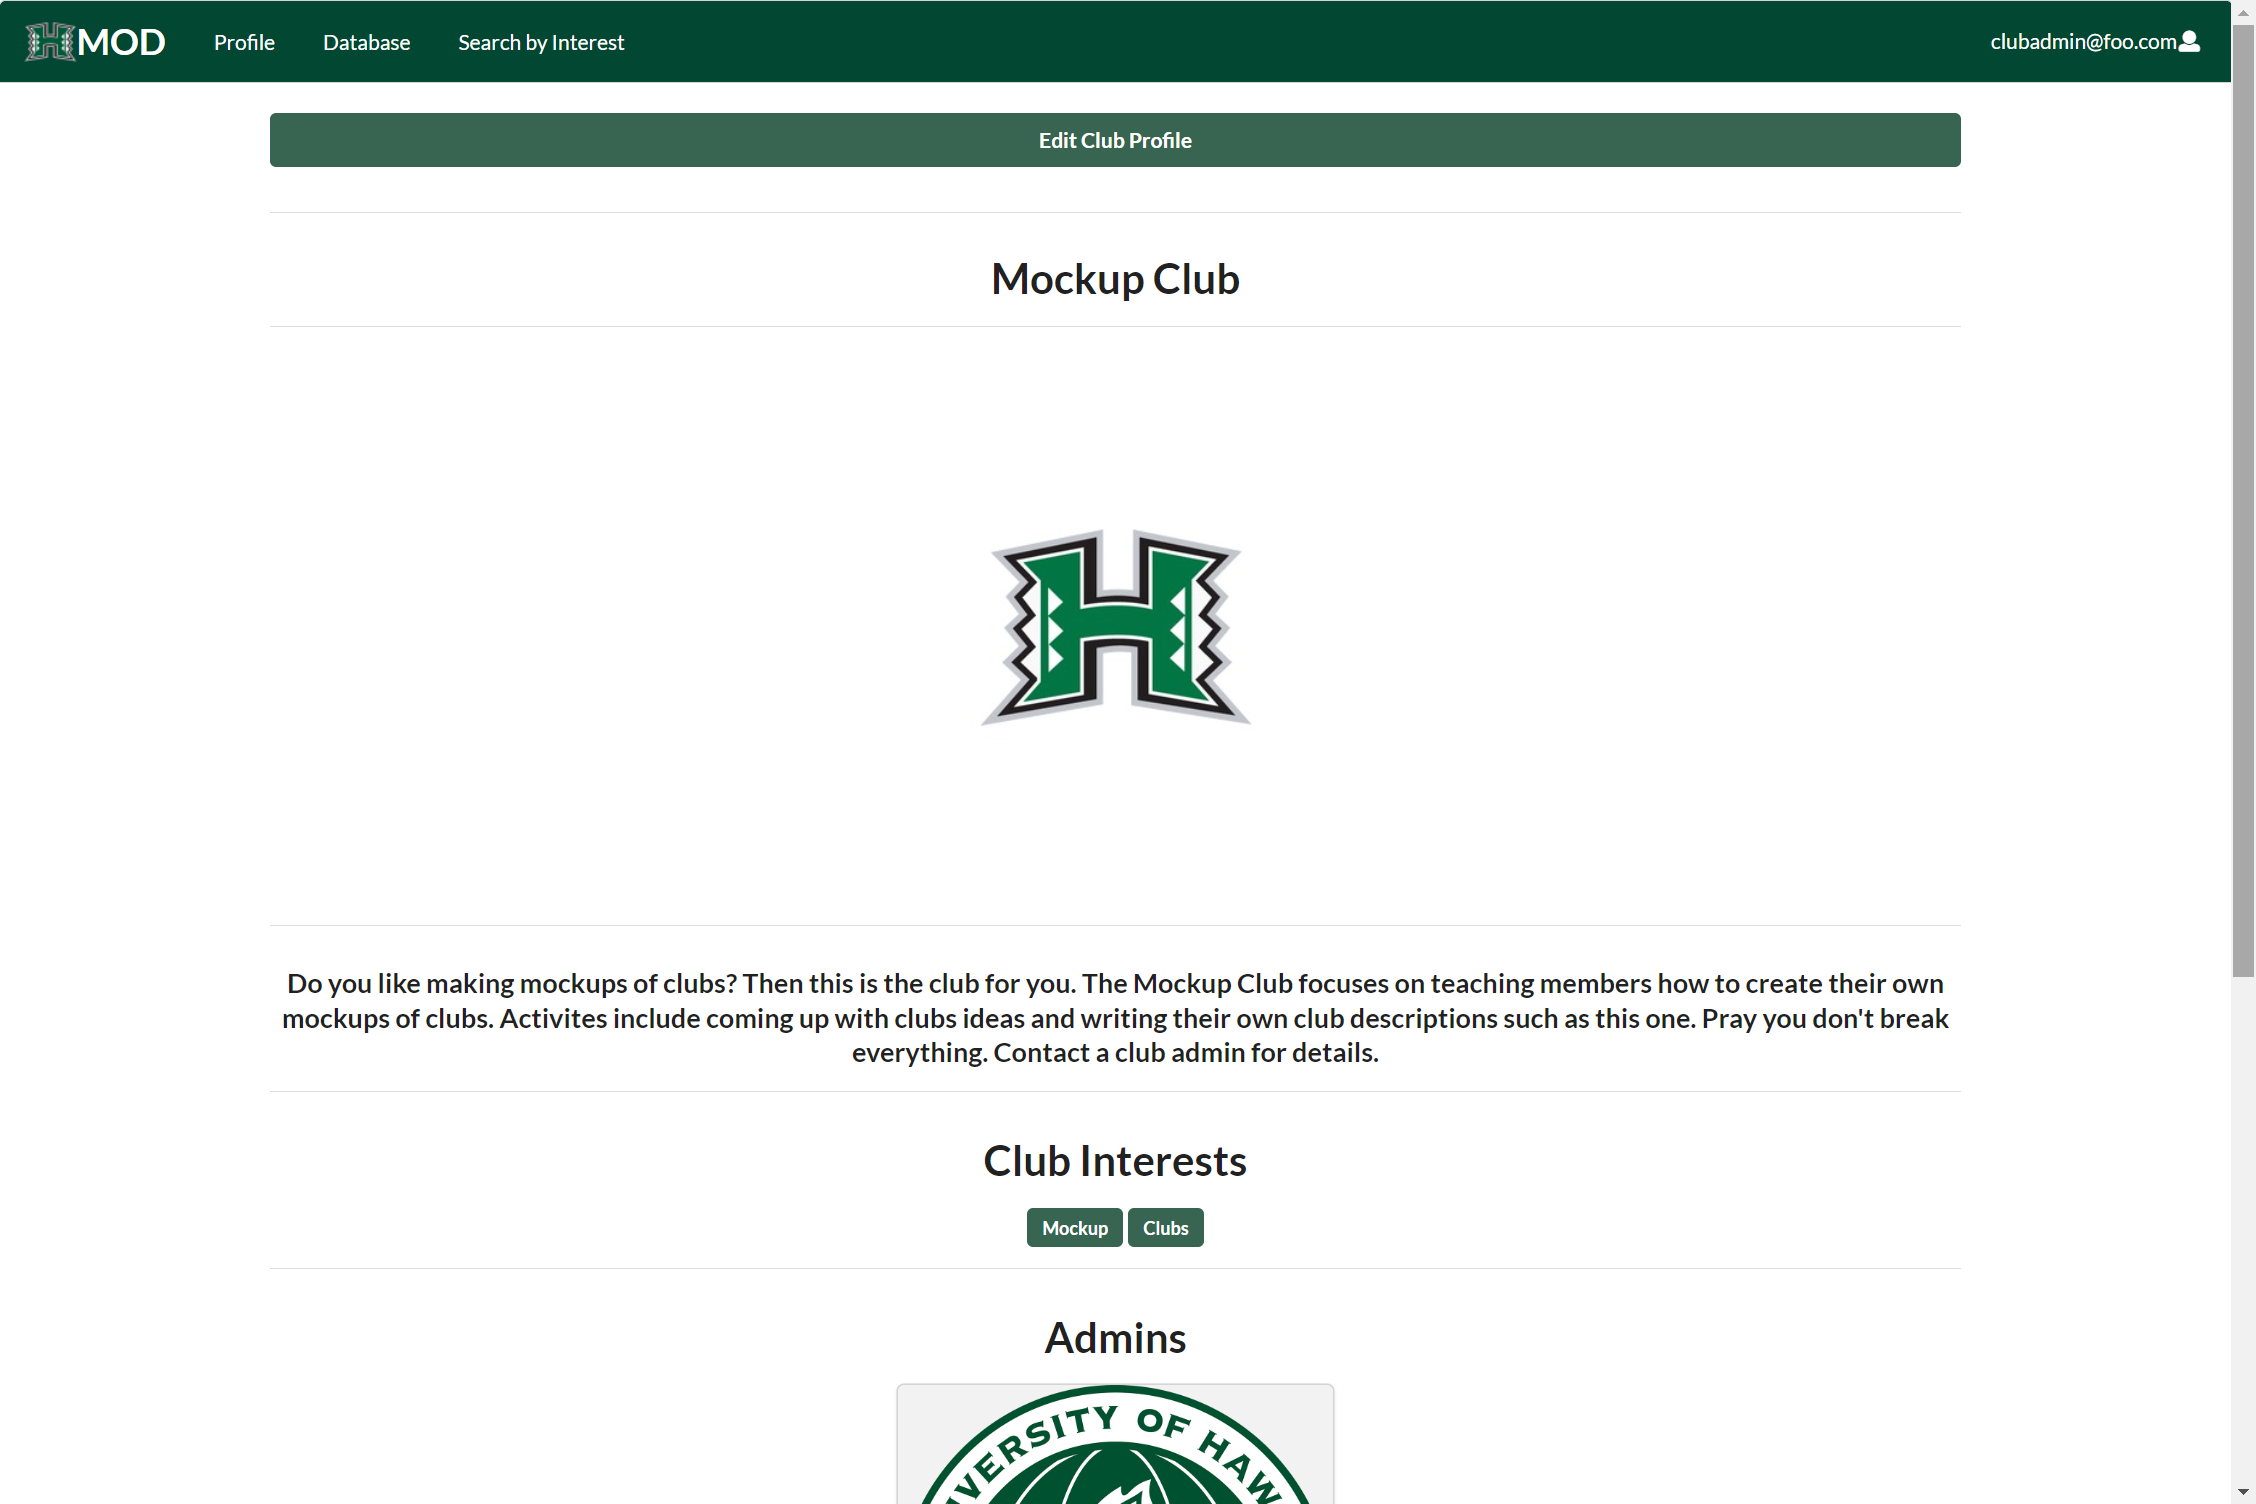 HMOD Profile Database Search by Interest clubadmin@foo.com
Edit Club Profile
Mockup Club
H
Do you like making mockups of clubs? Then this is the club for you. The Mockup Club focuses on teaching members how to create their own
mockups of clubs. Activites include coming up with clubs ideas and writing their own club descriptions such as this one. Pray you don't break
everything. Contact a club admin for details.
Club Interests
Mockup Clubs
Admins
VERSITY OF HAW